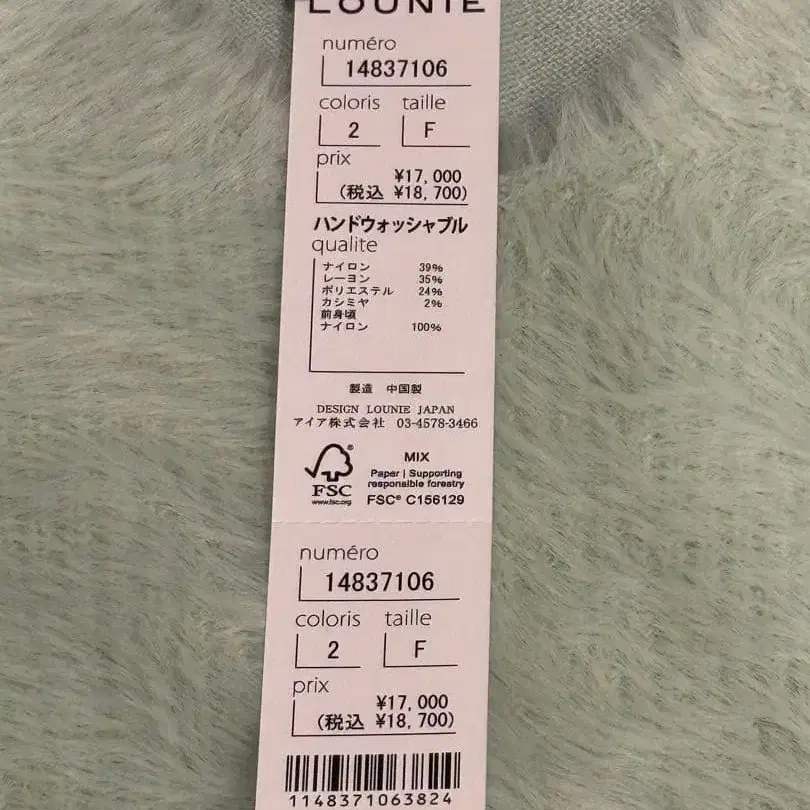 LOUNIE
numéro
14837106
coloris taille
2 F
prix
¥17,000
(税込 ¥18,700)
ハンドウォッシャブル
qualite
ナイロン 39%
レーヨン 35%
ポリエステル 24%
カシミヤ 2%
前身頃
ナイロン 100%
製造 中国製
DESIGN LOUNIE JAPAN
アイア株式会社 03-4578-3466
FSC
www.fsc.org
MIX
Paper | Supporting
responsible forestry
FSC® C156129
numéro
14837106
coloris taille
2 F
prix
¥17,000
(税込 ¥18,700)
1148371063824